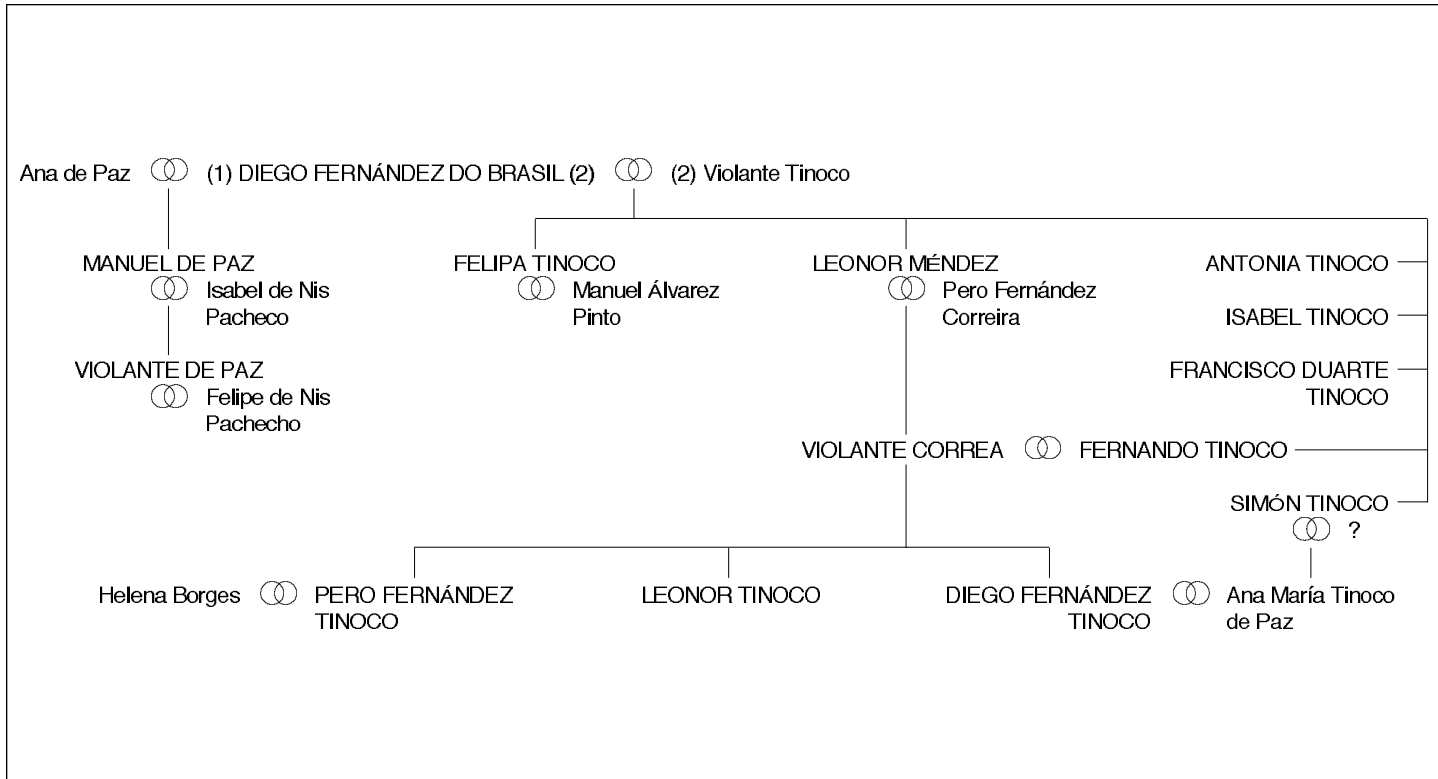 Ana de Paz (1) DIEGO FERNÁNDEZ DO BRASIL (2) (2) Violante Tinoco
MANUEL DE PAZ
Isabel de Nis
Pacheco
FELIPA TINOCO
Manuel Álvarez
Pinto
LEONOR MÉNDEZ
Pero Fernández
Correira
ANTONIA TINOCO
ISABEL TINOCO
FRANCISCO DUARTE
TINOCO
VIOLANTE DE PAZ
Felipe de Nis
Pachecho
VIOLANTE CORREA FERNANDO TINOCO
SIMÓN TINOCO
?
Helena Borges PERO FERNÁNDEZ
TINOCO
LEONOR TINOCO
DIEGO FERNÁNDEZ
TINOCO
Ana María Tinoco
de Paz